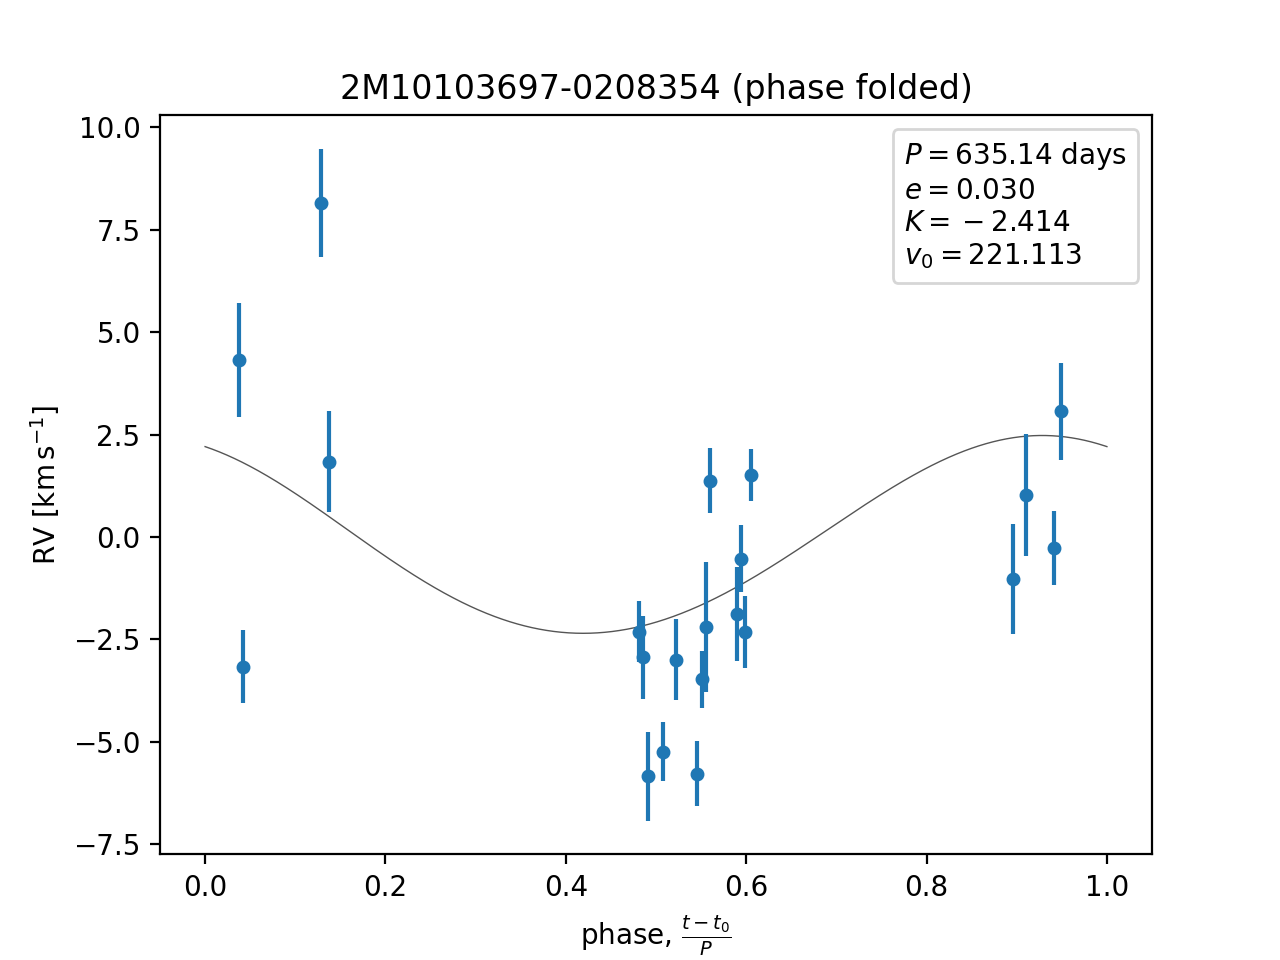 2M10103697-0208354 (phase folded)
P = 635.14 days
e = 0.030
K = −2.414
v₀ = 221.113
10.0
7.5
5.0
2.5
0.0
−2.5
−5.0
−7.5
RV [km s⁻¹]
0.0 0.2 0.4 0.6 0.8 1.0
phase, (t − t₀)/P